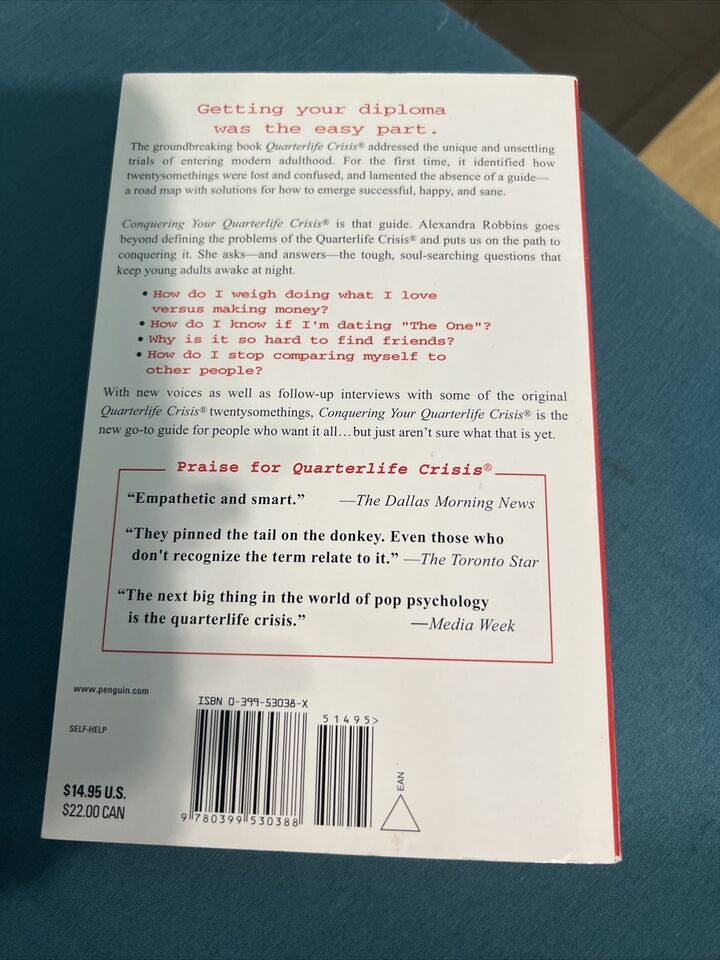 Getting your diploma
was the easy part.
The groundbreaking book Quarterlife Crisis® addressed the unique and unsettling
trials of entering modern adulthood. For the first time, it identified how
twentysomethings were lost and confused, and lamented the absence of a guide—
a road map with solutions for how to emerge successful, happy, and sane.
Conquering Your Quarterlife Crisis® is that guide. Alexandra Robbins goes
beyond defining the problems of the Quarterlife Crisis® and puts us on the path to
conquering it. She asks—and answers—the tough, soul-searching questions that
keep young adults awake at night.
• How do I weigh doing what I love
versus making money?
• How do I know if I'm dating "The One"?
• Why is it so hard to find friends?
• How do I stop comparing myself to
other people?
With new voices as well as follow-up interviews with some of the original
Quarterlife Crisis® twentysomethings, Conquering Your Quarterlife Crisis® is the
new go-to guide for people who want it all…but just aren't sure what that is yet.
Praise for Quarterlife Crisis®
“Empathetic and smart.” —The Dallas Morning News
“They pinned the tail on the donkey. Even those who
don't recognize the term relate to it.” —The Toronto Star
“The next big thing in the world of pop psychology
is the quarterlife crisis.” —Media Week
www.penguin.com
SELF-HELP
$14.95 U.S.
$22.00 CAN
ISBN 0-399-53038-X
51495>
9 780399 530388
EAN